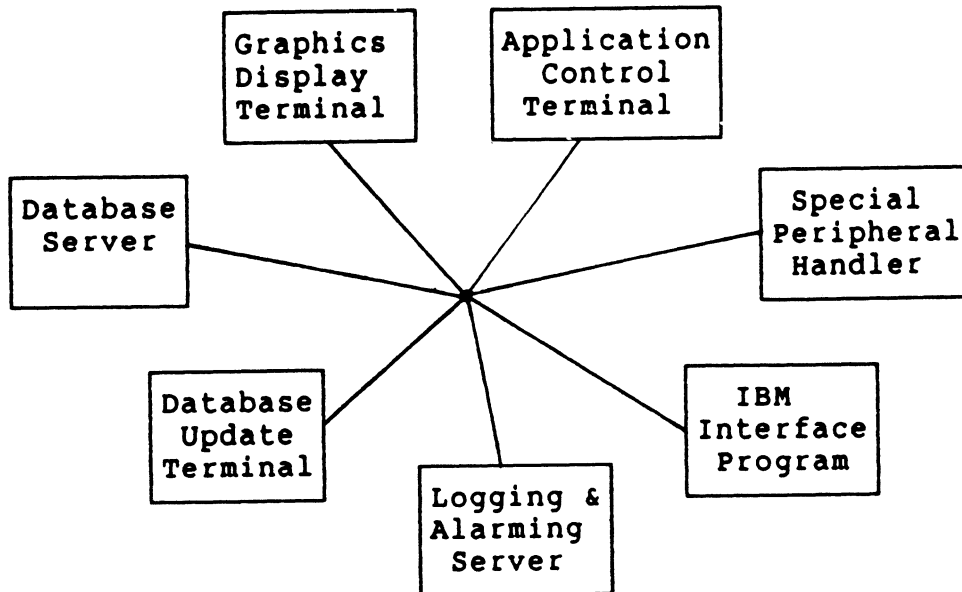 Graphics
Display
Terminal
Application
Control
Terminal
Database
Server
Special
Peripheral
Handler
Database
Update
Terminal
IBM
Interface
Program
Logging &
Alarming
Server